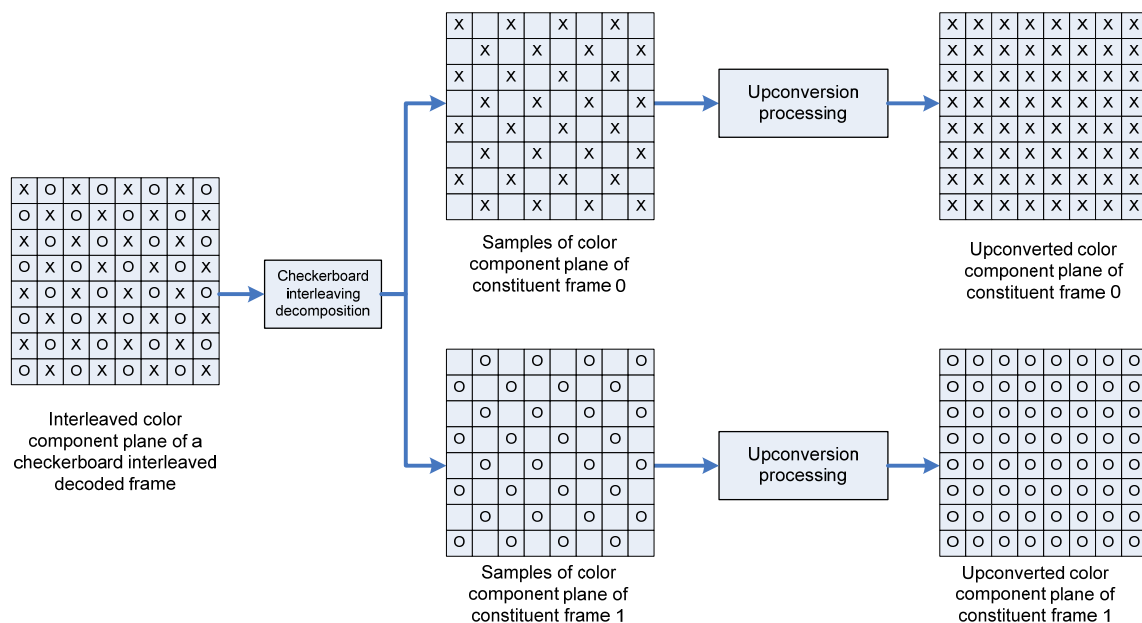 X O X O X O X O
O X O X O X O X
X O X O X O X O
O X O X O X O X
X O X O X O X O
O X O X O X O X
X O X O X O X O
O X O X O X O X
Interleaved color
component plane of a
checkerboard interleaved
decoded frame
Checkerboard
interleaving
decomposition
X X X X
X X X X
X X X X
X X X X
X X X X
X X X X
X X X X
X X X X
Samples of color
component plane of
constituent frame 0
Upconversion
processing
X X X X X X X X
X X X X X X X X
X X X X X X X X
X X X X X X X X
X X X X X X X X
X X X X X X X X
X X X X X X X X
X X X X X X X X
Upconverted color
component plane of
constituent frame 0
O O O O
O O O O
O O O O
O O O O
O O O O
O O O O
O O O O
O O O O
Samples of color
component plane of
constituent frame 1
Upconversion
processing
O O O O O O O O
O O O O O O O O
O O O O O O O O
O O O O O O O O
O O O O O O O O
O O O O O O O O
O O O O O O O O
O O O O O O O O
Upconverted color
component plane of
constituent frame 1